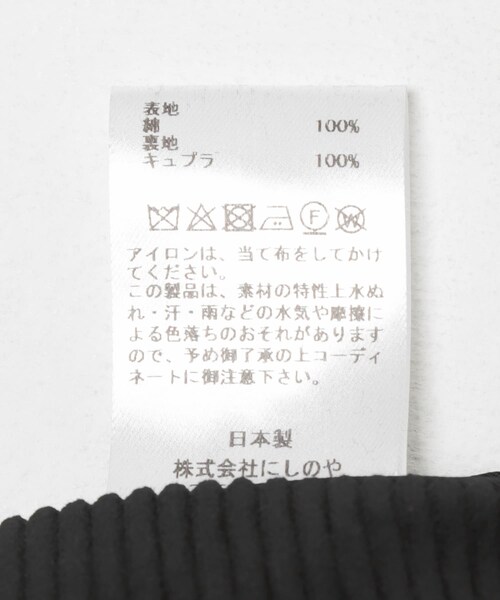 表地
綿 100%
裏地
キュプラ 100%
F W
アイロンは、当て布をしてかけ
てください。
この製品は、素材の特性上水ぬ
れ・汗・雨などの水気や摩擦に
よる色落ちのおそれがあります
ので、予め御了承の上コーディ
ネートに御注意下さい。
日本製
株式会社にしのや